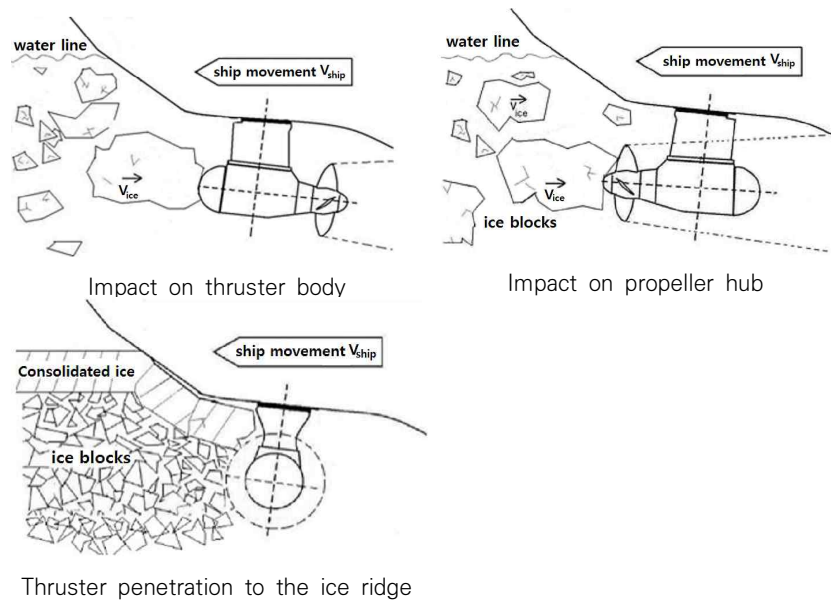 water line
ship movement Vship
Vice
Impact on thruster body
water line
ship movement Vship
Vice
Vice
ice blocks
Impact on propeller hub
ship movement Vship
Consolidated ice
ice blocks
Thruster penetration to the ice ridge